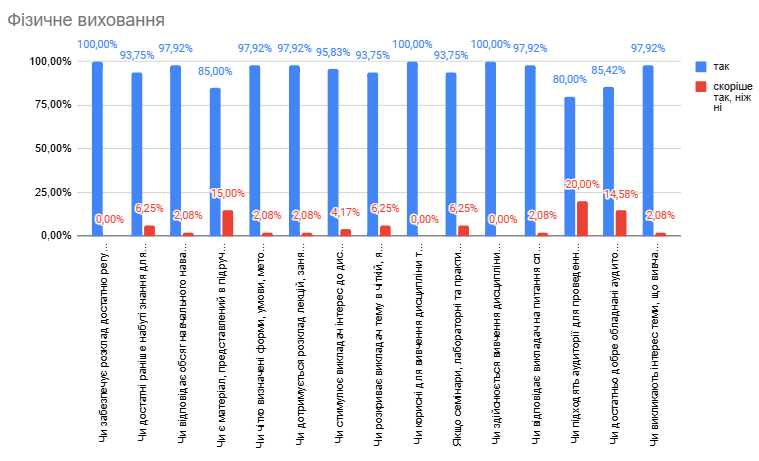 Фізичне виховання
100,00%
93,75%
97,92%
85,00%
97,92%
97,92%
95,83%
93,75%
100,00%
93,75%
100,00%
97,92%
80,00%
85,42%
97,92%
так
скоріше
так, ніж
ні
100,00%
75,00%
50,00%
25,00%
0,00%
0,00%
6,25%
2,08%
15,00%
2,08%
2,08%
4,17%
6,25%
0,00%
6,25%
0,00%
2,08%
20,00%
14,58%
2,08%
Чи забезпечує розклад достатньо регу…
Чи достатні раніше набуті знання для…
Чи відповідає обсяг навчального нава…
Чи є матеріал, представлений в підруч…
Чи чітко визначені форми, умови, мето…
Чи дотримується розклад лекцій, заня…
Чи стимулює викладач інтерес до дис…
Чи розкриває викладач тему в чіткій, я…
Чи корисні для вивчення дисципліни т…
Якщо семінари, лабораторні та практи…
Чи здійснюється вивчення дисципліни…
Чи відповідає викладач на питання сп…
Чи підходять аудиторії для проведенн…
Чи достатньо добре обладнані аудито…
Чи викликають інтерес теми, що вивча…